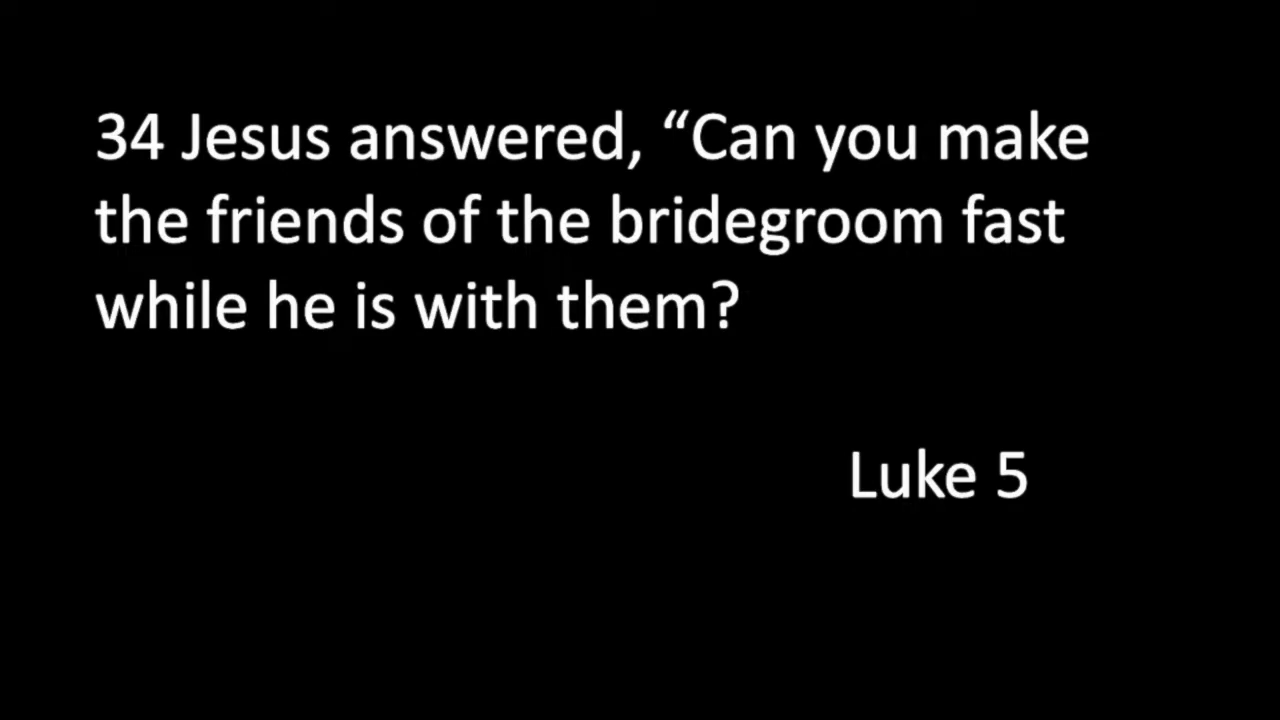 34 Jesus answered, “Can you make
the friends of the bridegroom fast
while he is with them?
Luke 5